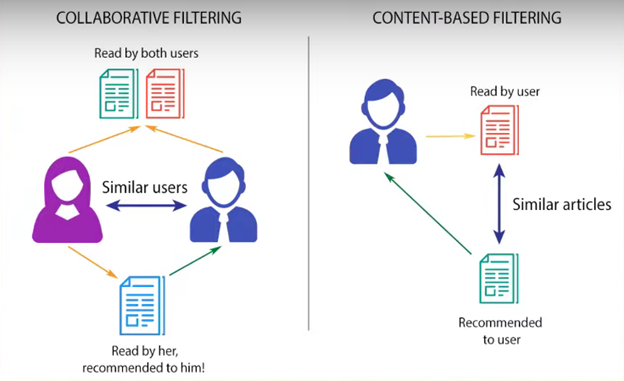 COLLABORATIVE FILTERING
Read by both users
Similar users
Read by her,
recommended to him!
CONTENT-BASED FILTERING
Read by user
Similar articles
Recommended
to user